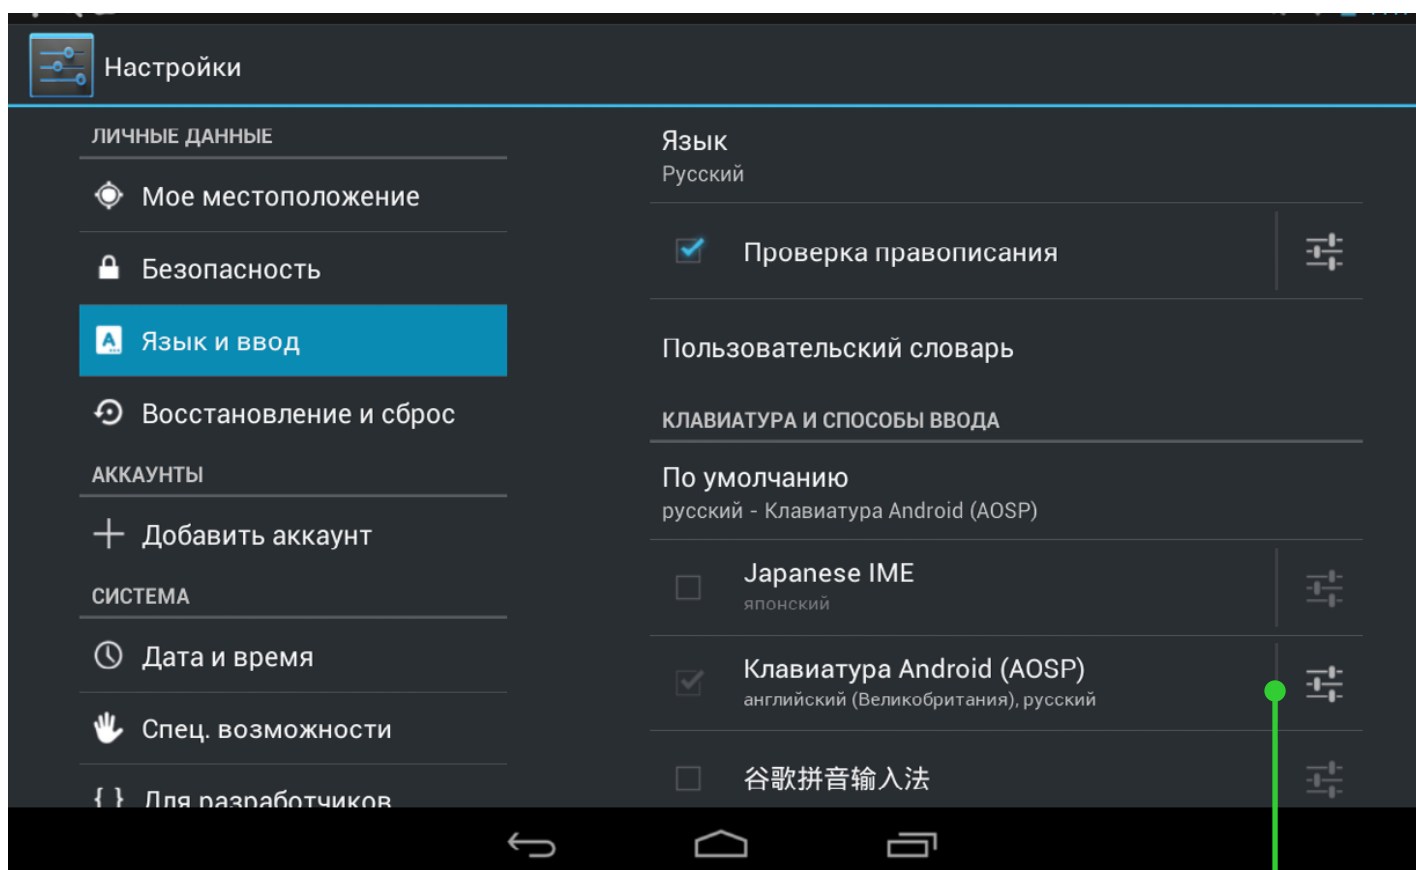 Настройки
ЛИЧНЫЕ ДАННЫЕ
Мое местоположение
Безопасность
Язык и ввод
Восстановление и сброс
АККАУНТЫ
Добавить аккаунт
СИСТЕМА
Дата и время
Спец. возможности
Для разработчиков
Язык
Русский
Проверка правописания
Пользовательский словарь
КЛАВИАТУРА И СПОСОБЫ ВВОДА
По умолчанию
русский - Клавиатура Android (AOSP)
Japanese IME
японский
Клавиатура Android (AOSP)
английский (Великобритания), русский
谷歌拼音输入法